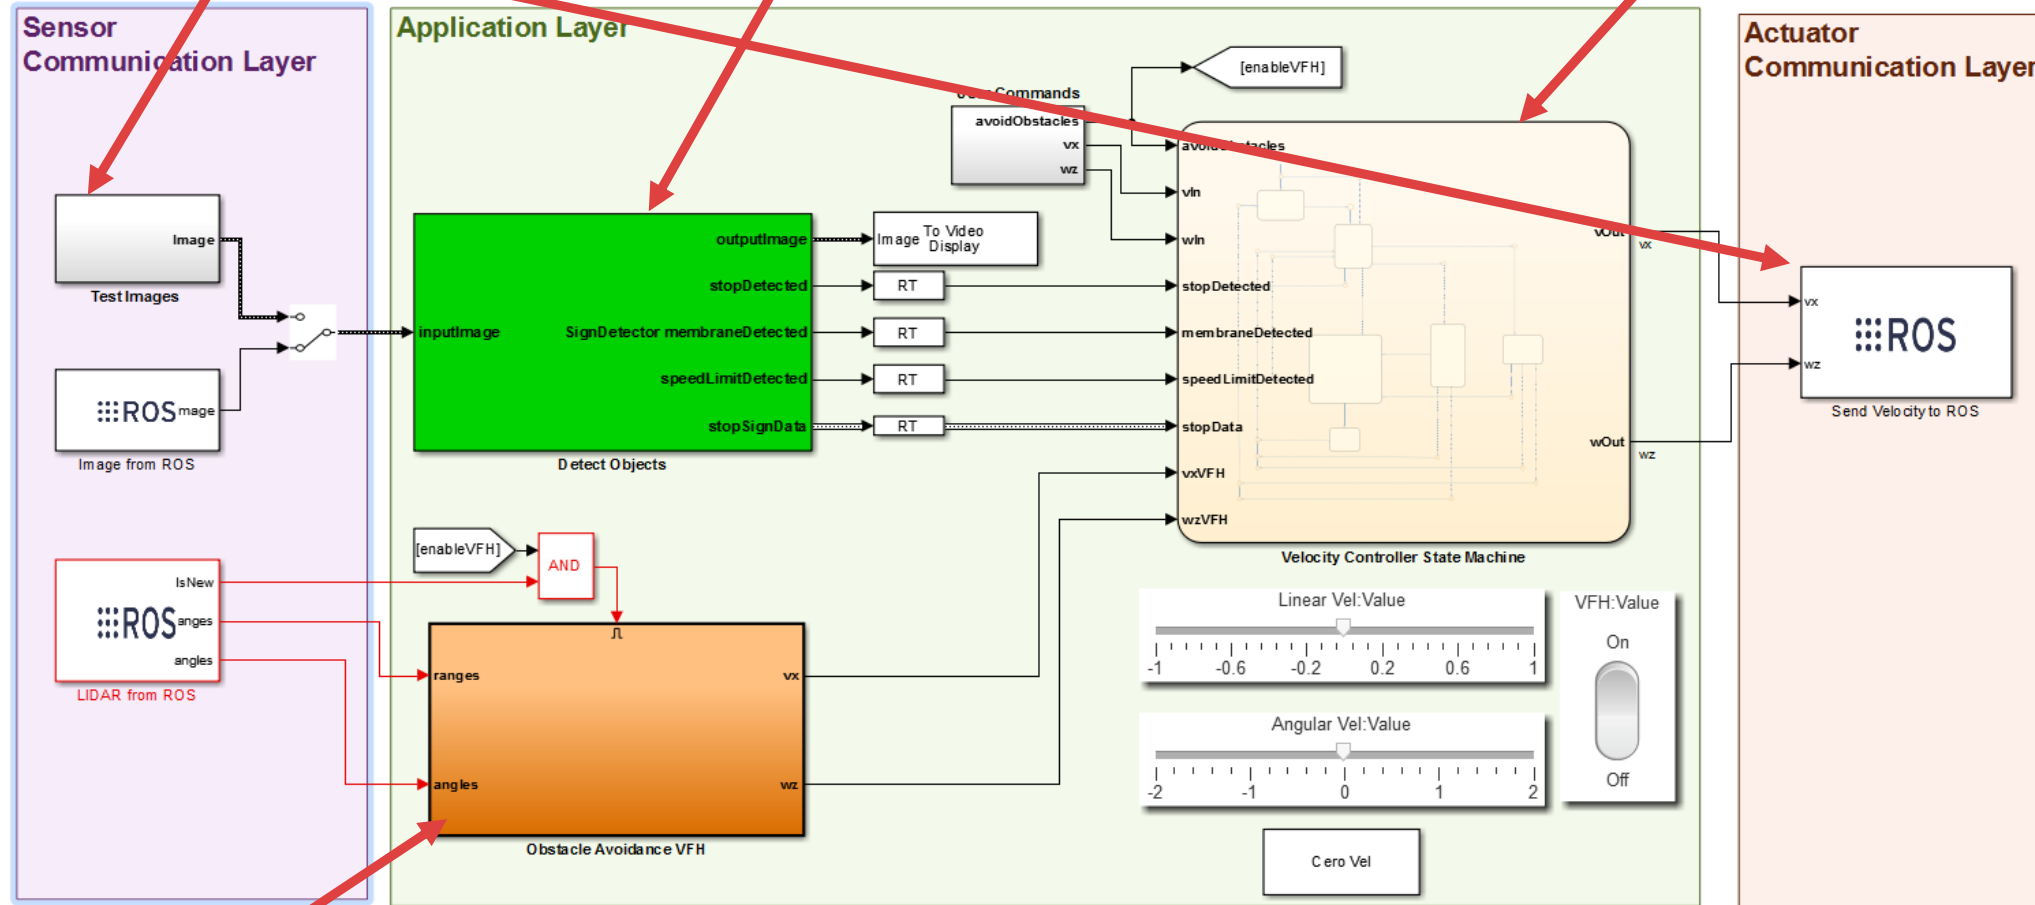 Sensor
Communication Layer
Image
Test Images
ROS mage
Image from ROS
IsNew
ROS anges
angles
LIDAR from ROS
Application Layer
inputImage
outputImage
stopDetected
SignDetector membraneDetected
speedLimitDetected
stopSignData
Detect Objects
Image To Video
Display
RT
RT
RT
RT
Commands
avoidObstacles
vx
wz
[enableVFH]
vIn
wIn
stopDetected
membraneDetected
speedLimitDetected
stopData
vxVFH
wzVFH
vOut
vx
wOut
wz
Velocity Controller State Machine
[enableVFH]
AND
ranges
angles
vx
wz
Obstacle Avoidance VFH
Linear Vel:Value
-1 -0.6 -0.2 0.2 0.6 1
Angular Vel:Value
-2 -1 0 1 2
VFH:Value
On
Off
Cero Vel
Actuator
Communication Layer
vx
wz
ROS
Send Velocity to ROS